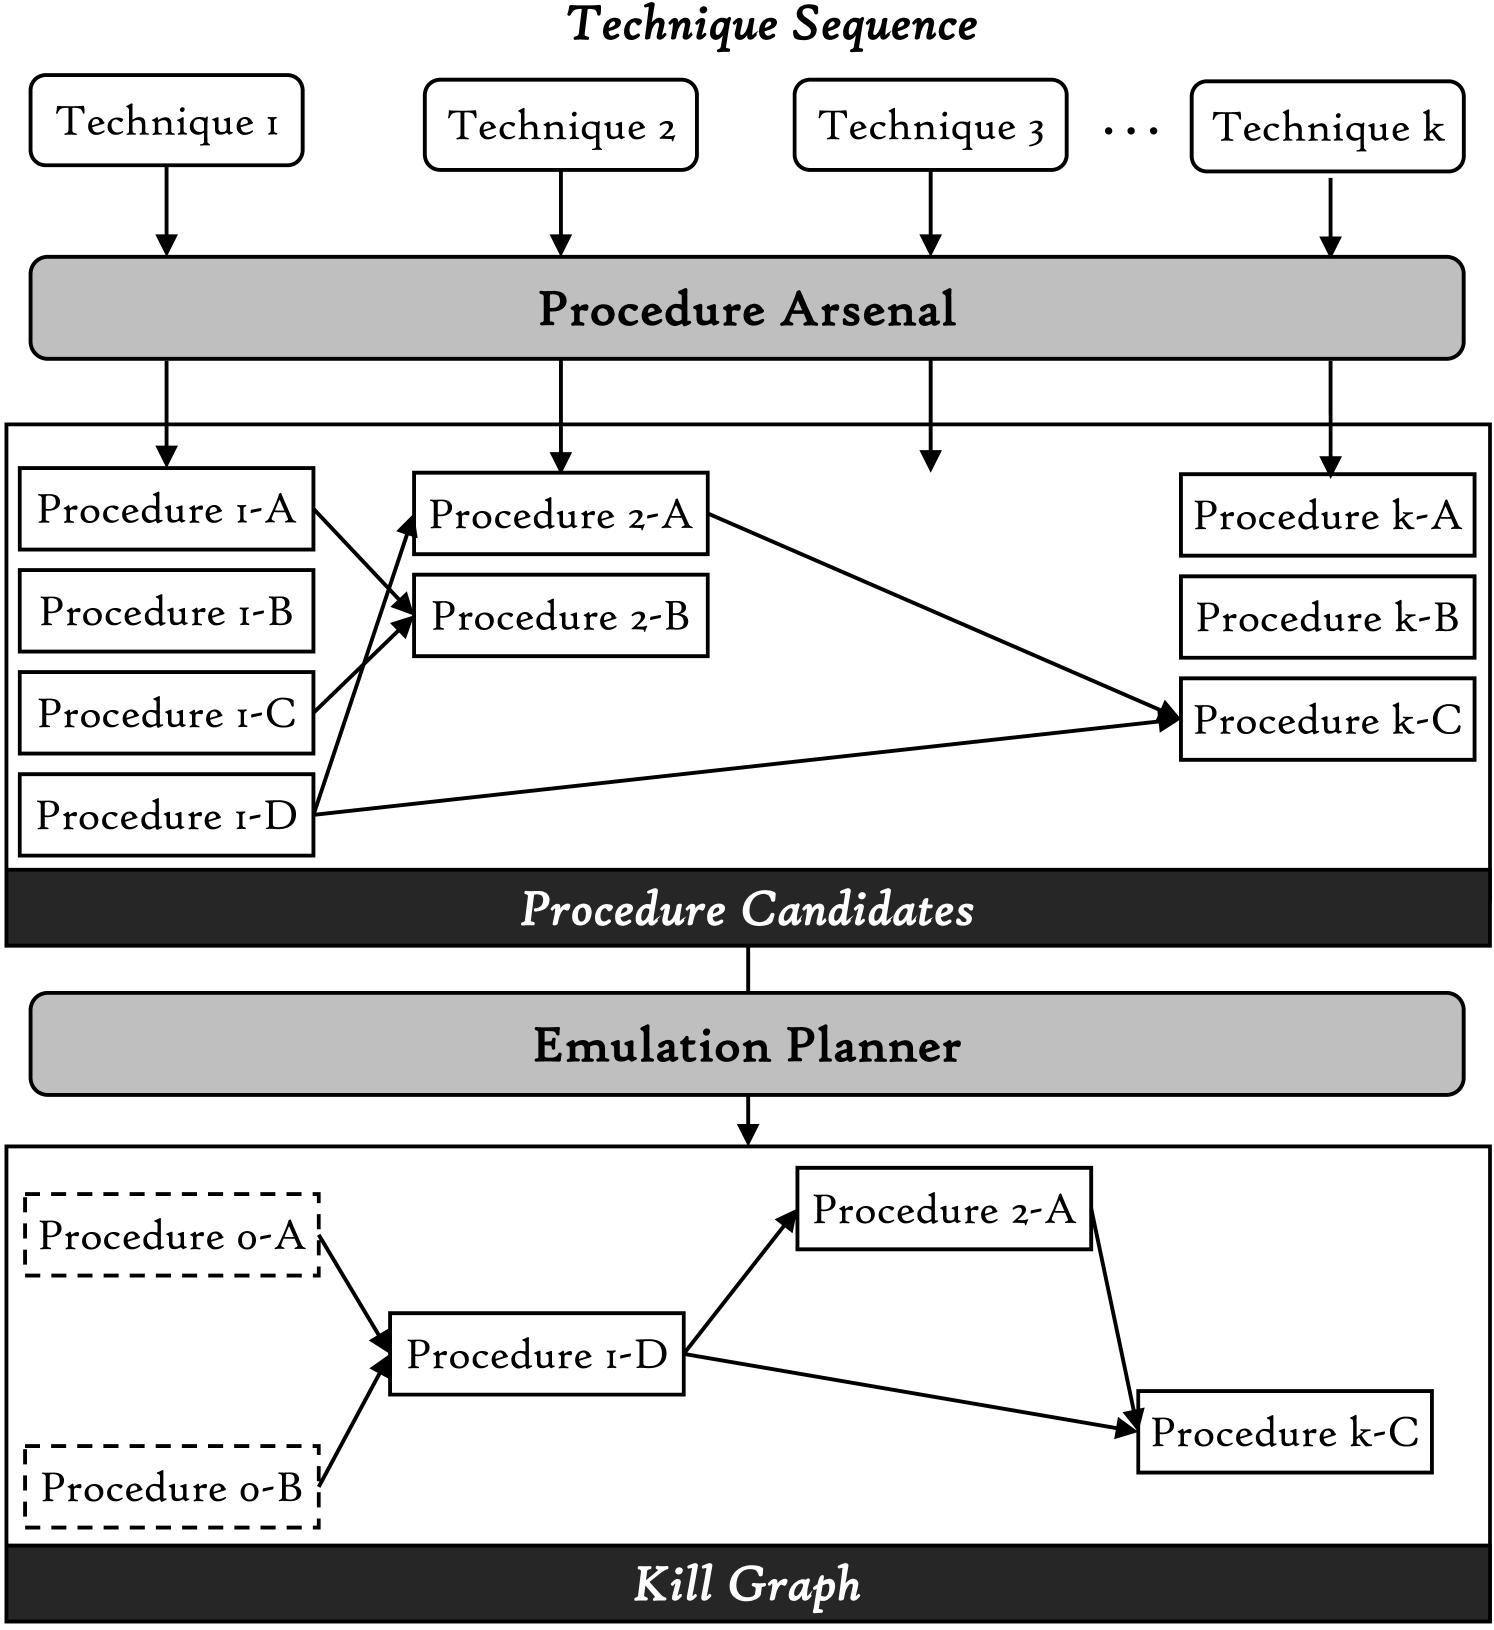 Technique Sequence
Technique 1
Technique 2
Technique 3
...
Technique k
Procedure Arsenal
Procedure 1-A
Procedure 2-A
Procedure k-A
Procedure 1-B
Procedure 2-B
Procedure k-B
Procedure 1-C
Procedure k-C
Procedure 1-D
Procedure Candidates
Emulation Planner
Procedure 0-A
Procedure 2-A
Procedure 1-D
Procedure k-C
Procedure 0-B
Kill Graph